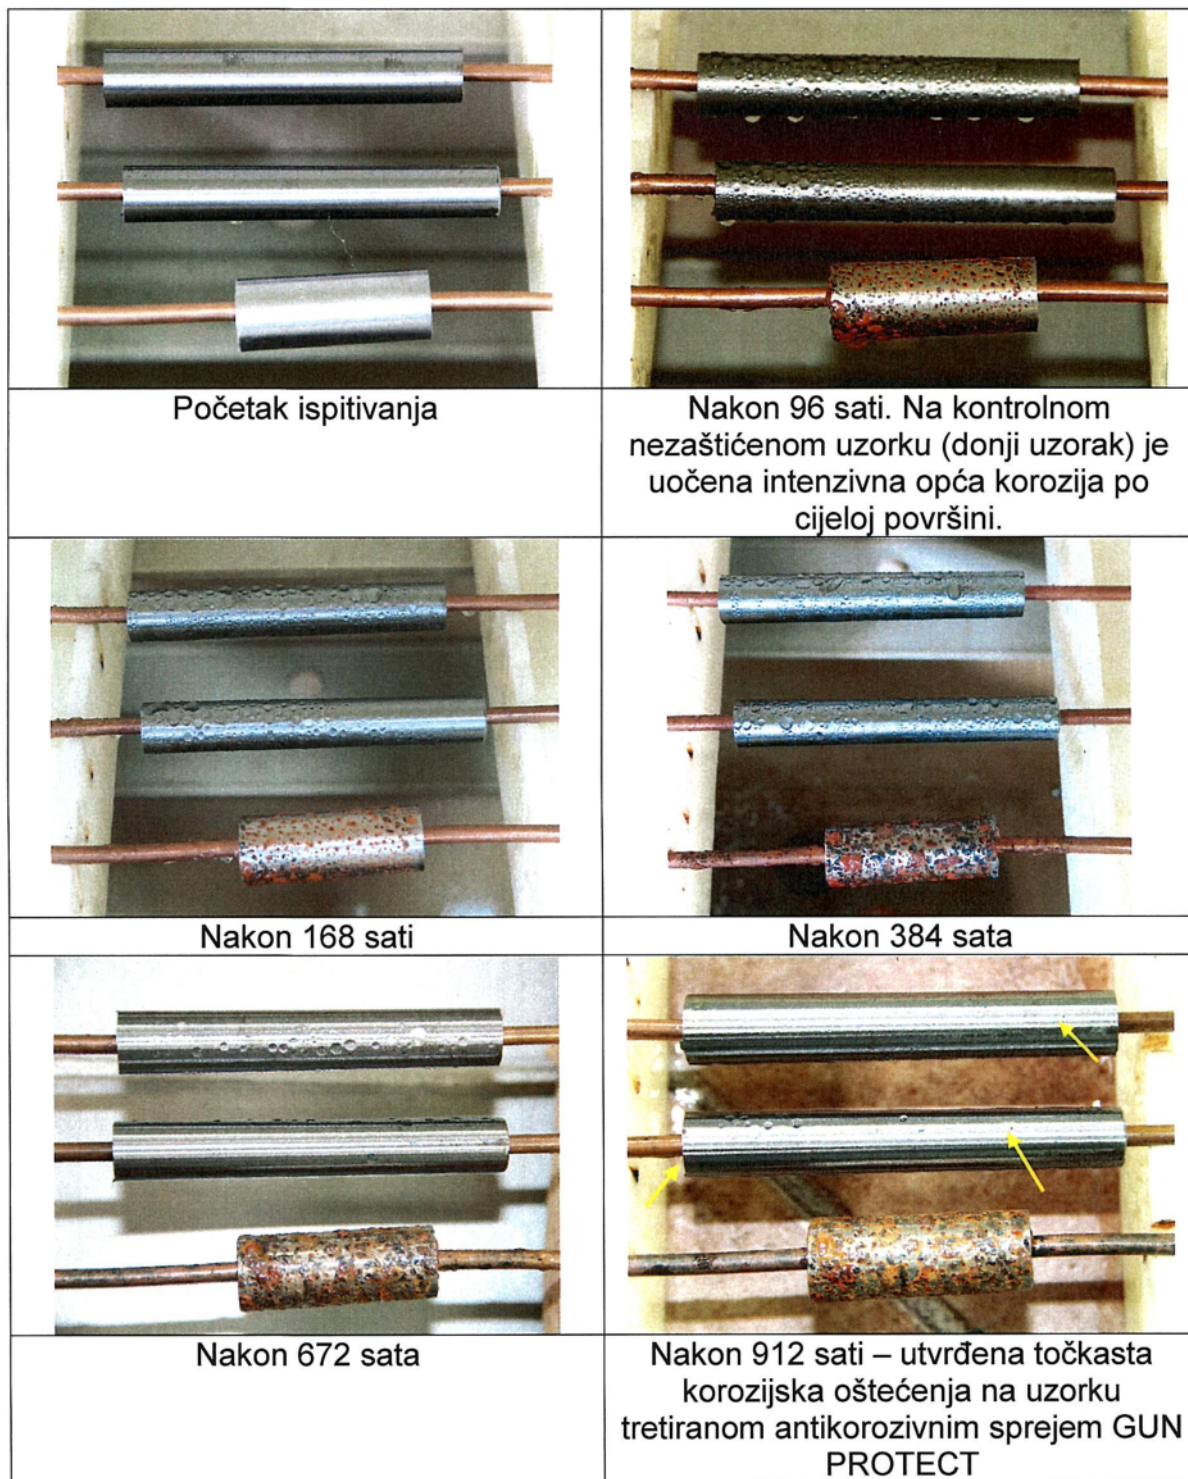 Početak ispitivanja
Nakon 96 sati. Na kontrolnom
nezaštićenom uzorku (donji uzorak) je
uočena intenzivna opća korozija po
cijeloj površini.
Nakon 168 sati
Nakon 384 sata
Nakon 672 sata
Nakon 912 sati – utvrđena točkasta
korozijska oštećenja na uzorku
tretiranom antikorozivnim sprejem GUN
PROTECT